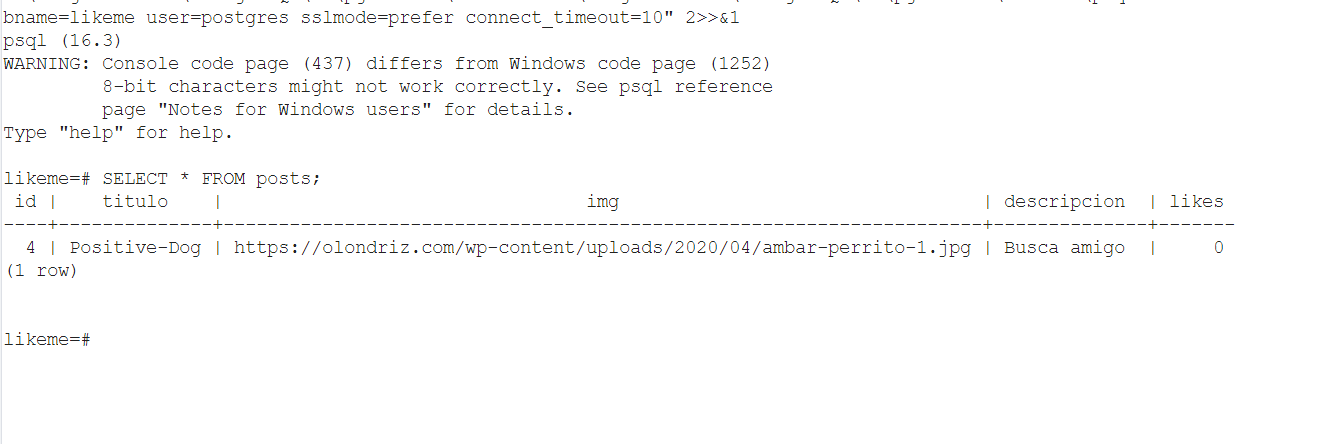 bname=likeme user=postgres sslmode=prefer connect_timeout=10" 2>>&1
psql (16.3)
WARNING: Console code page (437) differs from Windows code page (1252)
         8-bit characters might not work correctly. See psql reference
         page "Notes for Windows users" for details.
Type "help" for help.

likeme=# SELECT * FROM posts;
 id |    titulo    |                                 img                                 | descripcion  | likes
----+--------------+---------------------------------------------------------------------+--------------+-------
  4 | Positive-Dog | https://olondriz.com/wp-content/uploads/2020/04/ambar-perrito-1.jpg | Busca amigo  |     0
(1 row)

likeme=#